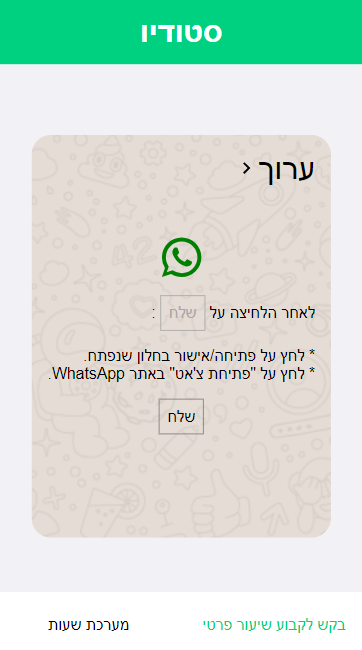 סטודיו
ערוך >
לאחר הלחיצה על שלח :
* לחץ על פתיחה/אישור בחלון שנפתח.
* לחץ על "פתיחת צ'אט" באתר WhatsApp.
שלח
בקש לקבוע שיעור פרטי
מערכת שעות